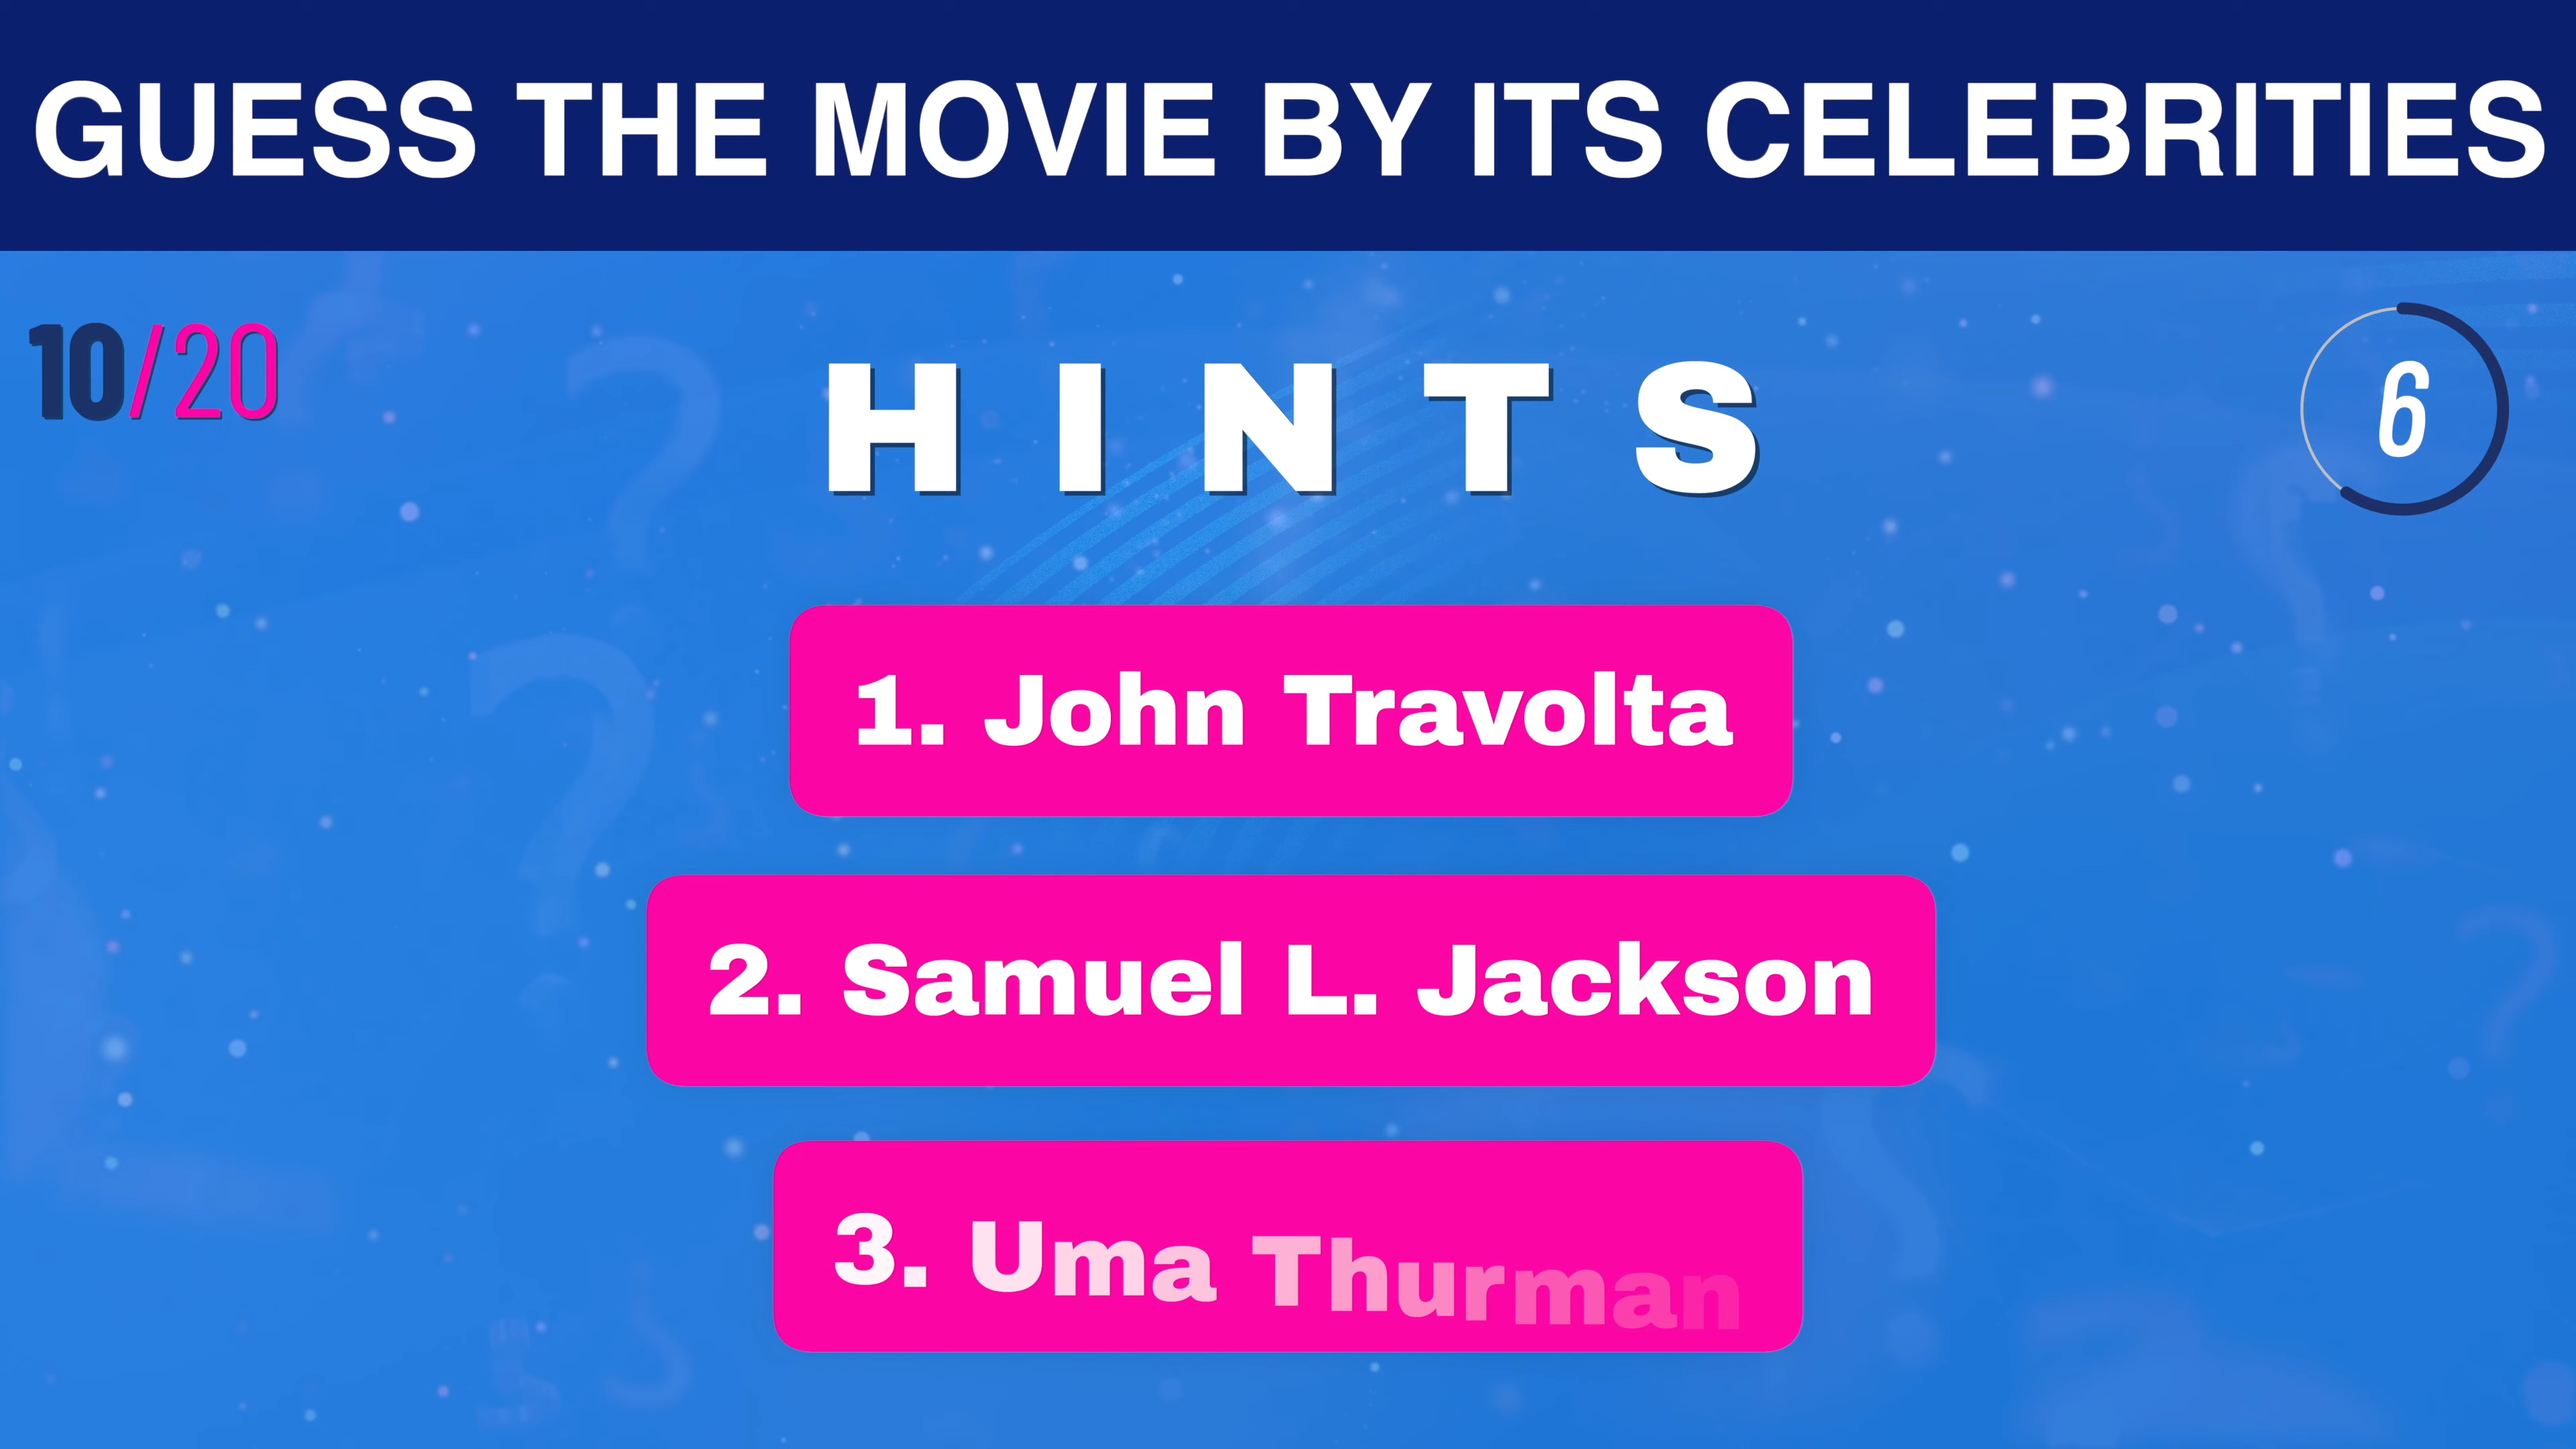 GUESS THE MOVIE BY ITS CELEBRITIES
10/20
HINTS
6
1. John Travolta
2. Samuel L. Jackson
3. Uma Thurman